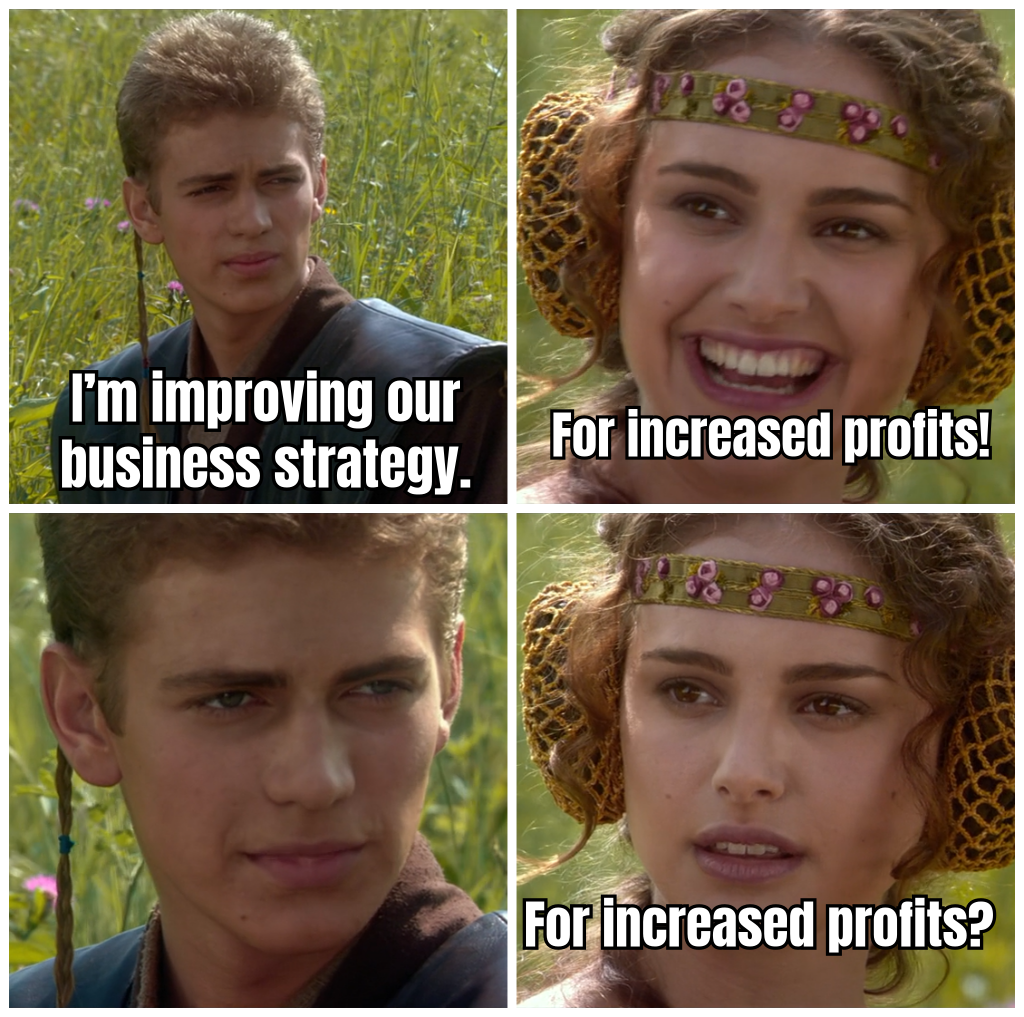 I’m improving our
business strategy.
For increased profits!
For increased profits?